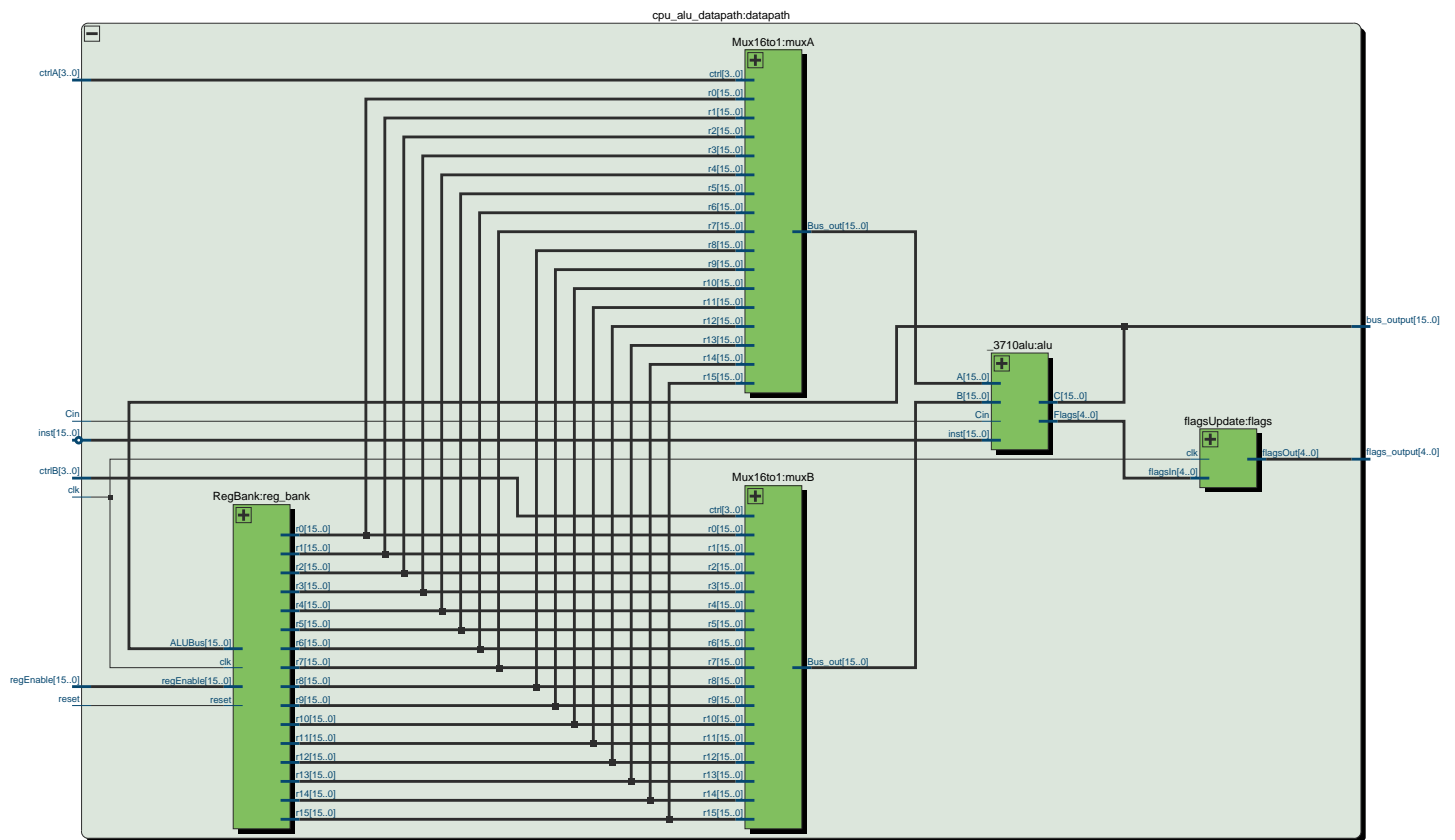 cpu_alu_datapath:datapath
Mux16to1:muxA
ctrlA[3..0]
ctrl[3..0]
r0[15..0]
r1[15..0]
r2[15..0]
r3[15..0]
r4[15..0]
r5[15..0]
r6[15..0]
r7[15..0]
Bus_out[15..0]
r8[15..0]
r9[15..0]
r10[15..0]
r11[15..0]
r12[15..0]
r13[15..0]
r14[15..0]
r15[15..0]
bus_output[15..0]
_3710alu:alu
A[15..0]
B[15..0]
C[15..0]
Cin
Cin
Flags[4..0]
inst[15..0]
inst[15..0]
flagsUpdate:flags
clk
flagsOut[4..0]
flags_output[4..0]
flagsIn[4..0]
ctrlB[3..0]
clk
Mux16to1:muxB
RegBank:reg_bank
ctrl[3..0]
r0[15..0]
r0[15..0]
r1[15..0]
r1[15..0]
r2[15..0]
r2[15..0]
r3[15..0]
r3[15..0]
r4[15..0]
r4[15..0]
r5[15..0]
r5[15..0]
ALUBus[15..0]
r6[15..0]
r6[15..0]
clk
r7[15..0]
r7[15..0]
Bus_out[15..0]
regEnable[15..0]
regEnable[15..0]
r8[15..0]
r8[15..0]
reset
reset
r9[15..0]
r9[15..0]
r10[15..0]
r10[15..0]
r11[15..0]
r11[15..0]
r12[15..0]
r12[15..0]
r13[15..0]
r13[15..0]
r14[15..0]
r14[15..0]
r15[15..0]
r15[15..0]